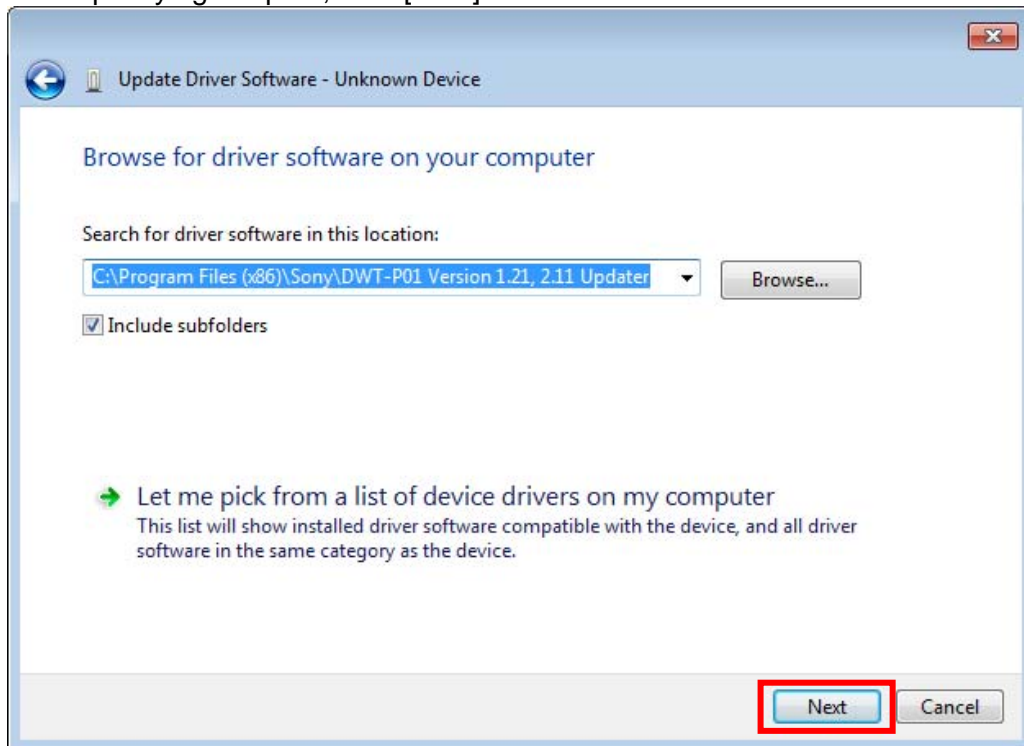 Update Driver Software - Unknown Device
Browse for driver software on your computer
Search for driver software in this location:
C:\Program Files (x86)\Sony\DWT-P01 Version 1.21, 2.11 Updater
Browse...
Include subfolders
Let me pick from a list of device drivers on my computer
This list will show installed driver software compatible with the device, and all driver
software in the same category as the device.
Next
Cancel